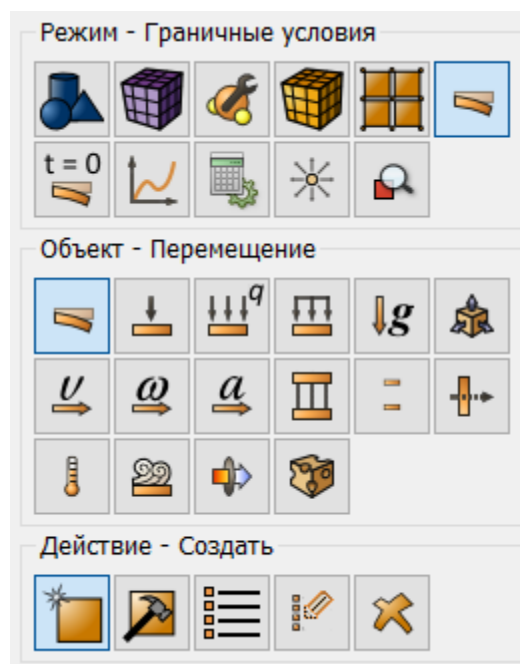 Режим - Граничные условия
t = 0
Объект - Перемещение
q
g
υ ω a
Действие - Создать